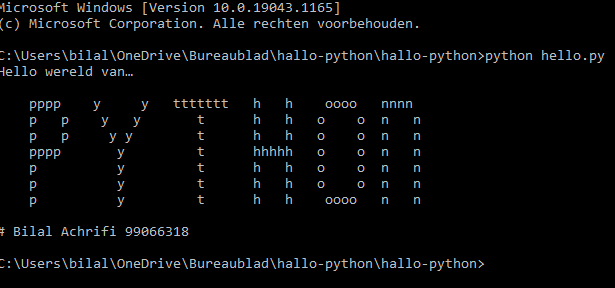 Microsoft Windows [Version 10.0.19043.1165]
(c) Microsoft Corporation. Alle rechten voorbehouden.
C:\Users\bilal\OneDrive\Bureaublad\hallo-python\hallo-python>python hello.py
Hello wereld van…
    pppp    y     y   ttttttt   h   h    oooo   nnnn
    p   p    y   y       t      h   h   o    o  n   n
    p   p     y y        t      h   h   o    o  n   n
    pppp       y         t      hhhhh   o    o  n   n
    p          y         t      h   h   o    o  n   n
    p          y         t      h   h   o    o  n   n
    p          y         t      h   h    oooo   n   n
# Bilal Achrifi 99066318
C:\Users\bilal\OneDrive\Bureaublad\hallo-python\hallo-python>